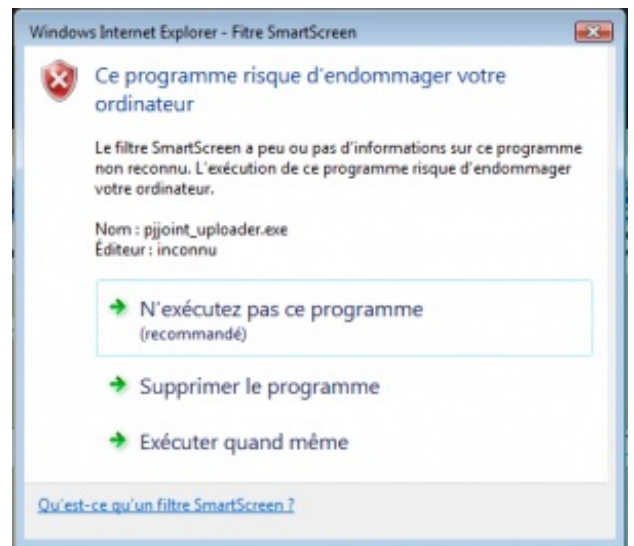 Windows Internet Explorer - Fitre SmartScreen
Ce programme risque d'endommager votre
ordinateur
Le filtre SmartScreen a peu ou pas d'informations sur ce programme
non reconnu. L'exécution de ce programme risque d'endommager
votre ordinateur.
Nom : pjjoint_uploader.exe
Éditeur : inconnu
N'exécutez pas ce programme
(recommandé)
Supprimer le programme
Exécuter quand même
Qu'est-ce qu'un filtre SmartScreen ?